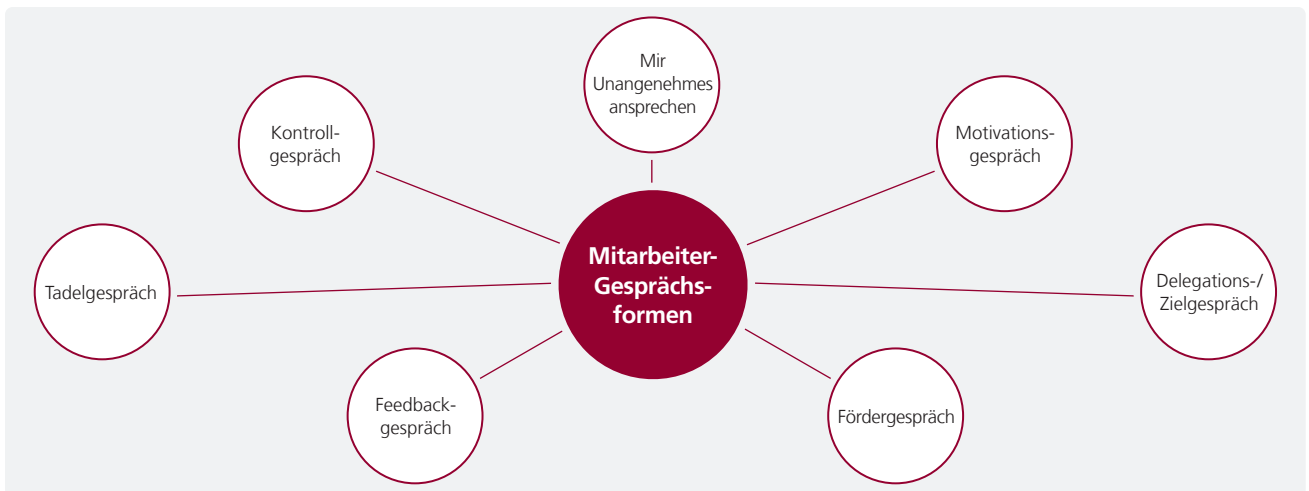 Mir
Unangenehmes
ansprechen
Kontroll-
gespräch
Motivations-
gespräch
Mitarbeiter-
Gesprächs-
formen
Tadelgespräch
Delegations-/
Zielgespräch
Feedback-
gespräch
Fördergespräch